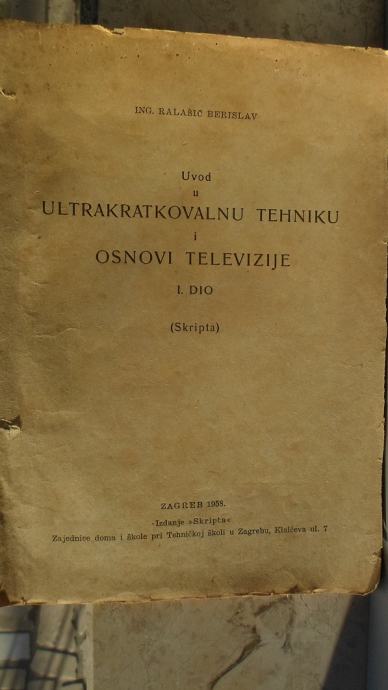 ING. RALAŠIĆ BERISLAV
Uvod
u
ULTRAKRATKOVALNU TEHNIKU
i
OSNOVI TELEVIZIJE
I. DIO
(Skripta)
ZAGREB 1958.
Izdanje »Skripta«
Zajednice doma i škole pri Tehničkoj školi u Zagrebu, Klaićeva ul. 7